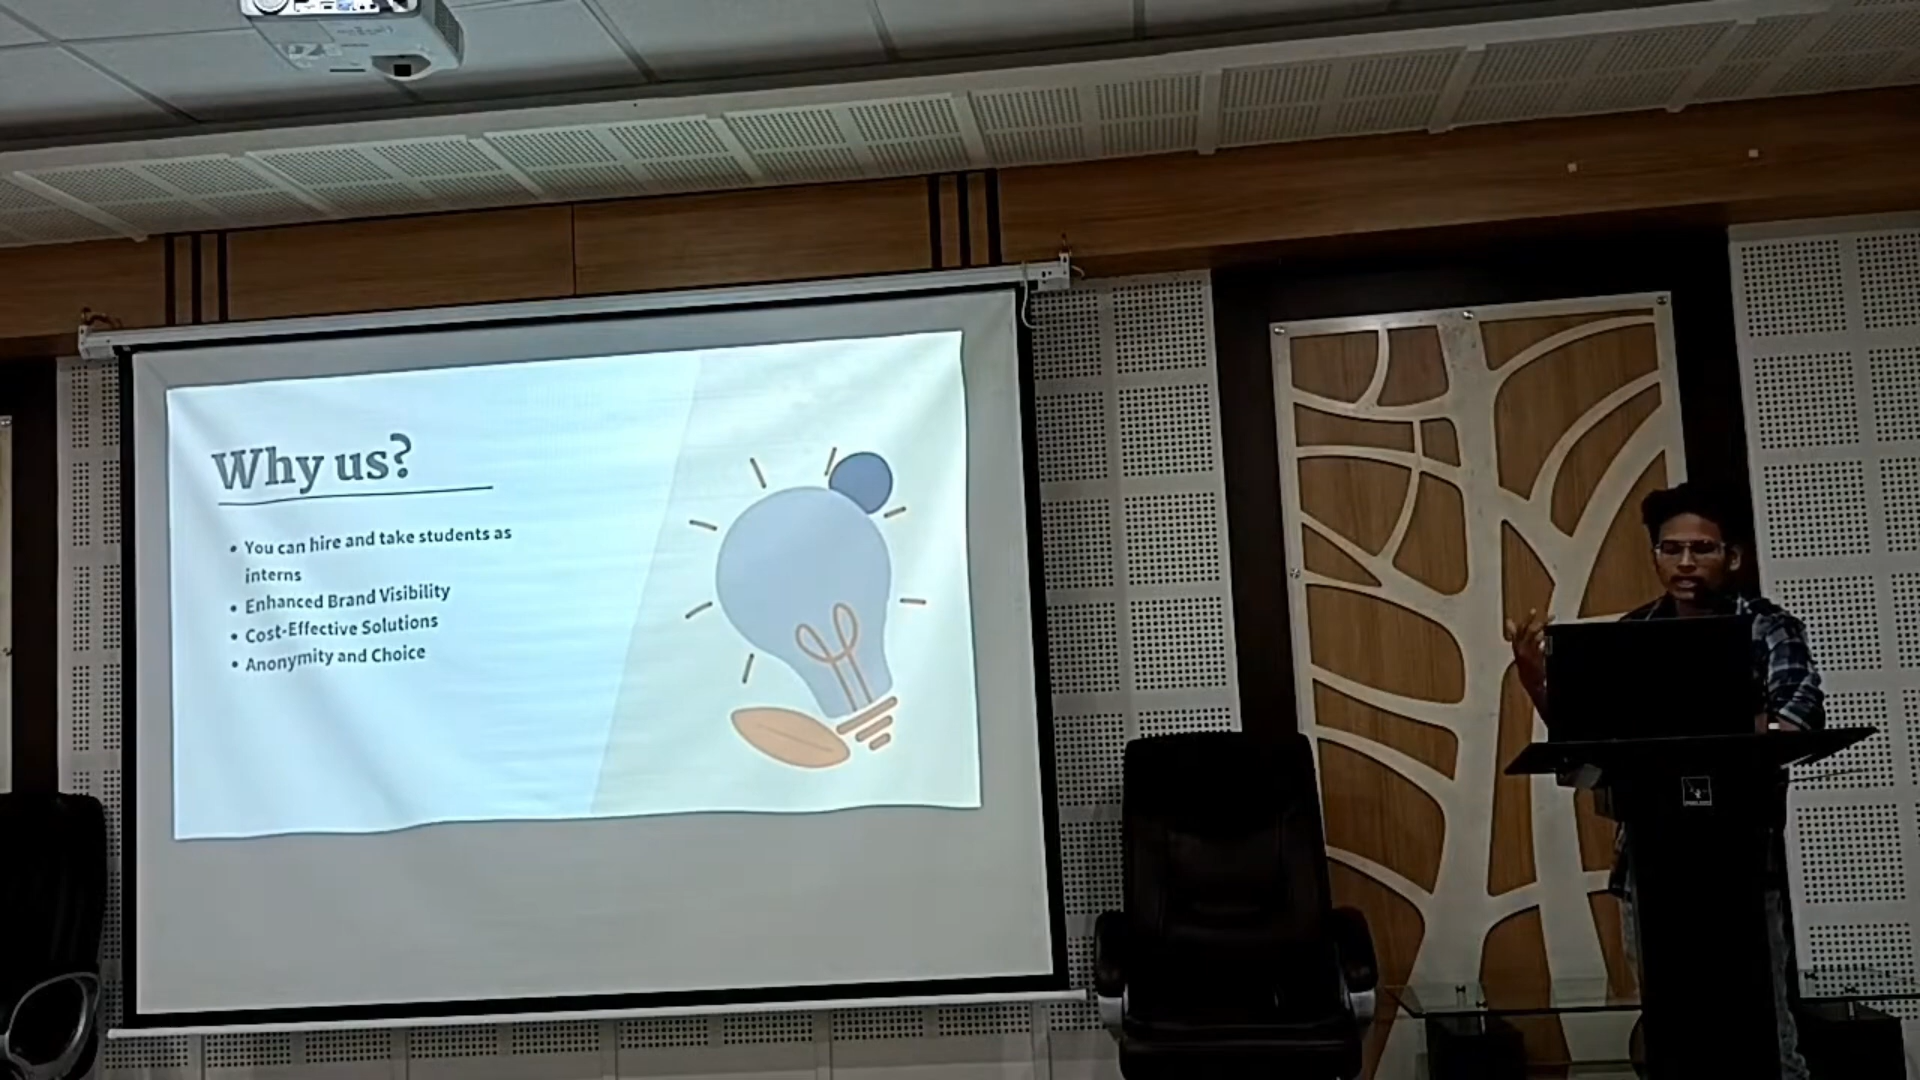 Why us?
• You can hire and take students as
interns
• Enhanced Brand Visibility
• Cost-Effective Solutions
• Anonymity and Choice